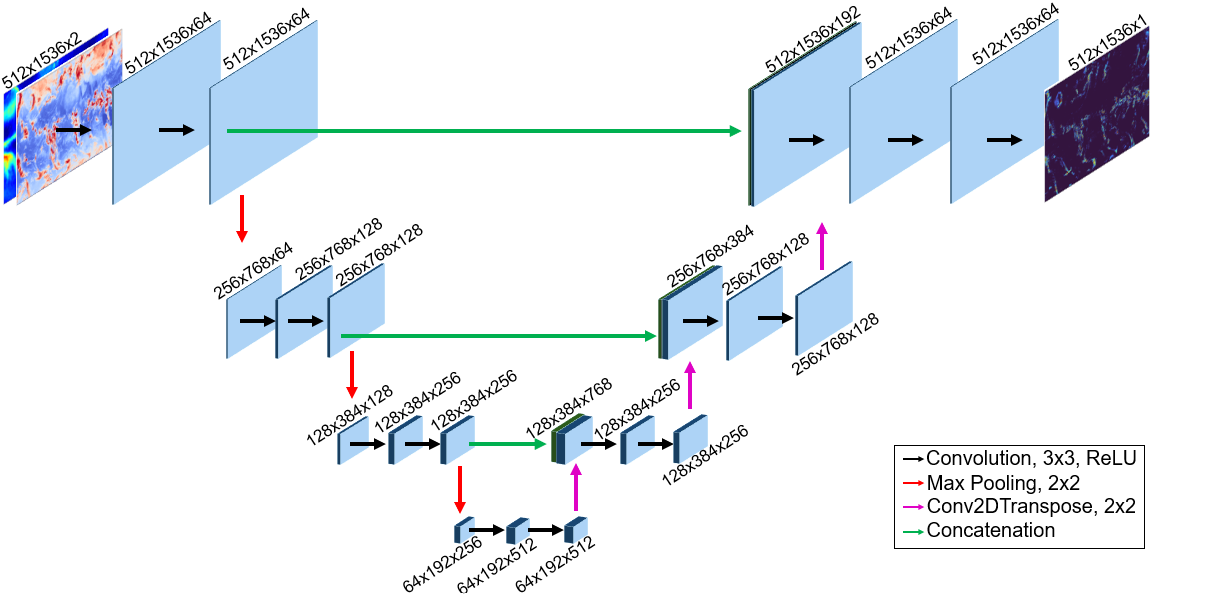 512x1536x2
512x1536x64
512x1536x64
512x1536x192
512x1536x64
512x1536x64
512x1536x1
256x768x64
256x768x128
256x768x128
256x768x384
256x768x128
256x768x128
128x384x128
128x384x256
128x384x256
128x384x768
128x384x256
128x384x256
64x192x256
64x192x512
64x192x512
Convolution, 3x3, ReLU
Max Pooling, 2x2
Conv2DTranspose, 2x2
Concatenation